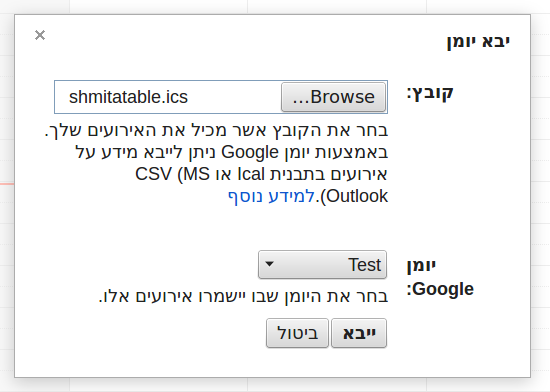 ×
יבא יומן
קובץ:
Browse...
shmitatable.ics
בחר את הקובץ אשר מכיל את האירועים שלך.
באמצעות יומן Google ניתן לייבא מידע על
אירועים בתבנית Ical או CSV (MS
Outlook).למידע נוסף
יומן
Google:
Test
בחר את היומן שבו יישמרו אירועים אלו.
ייבא
ביטול